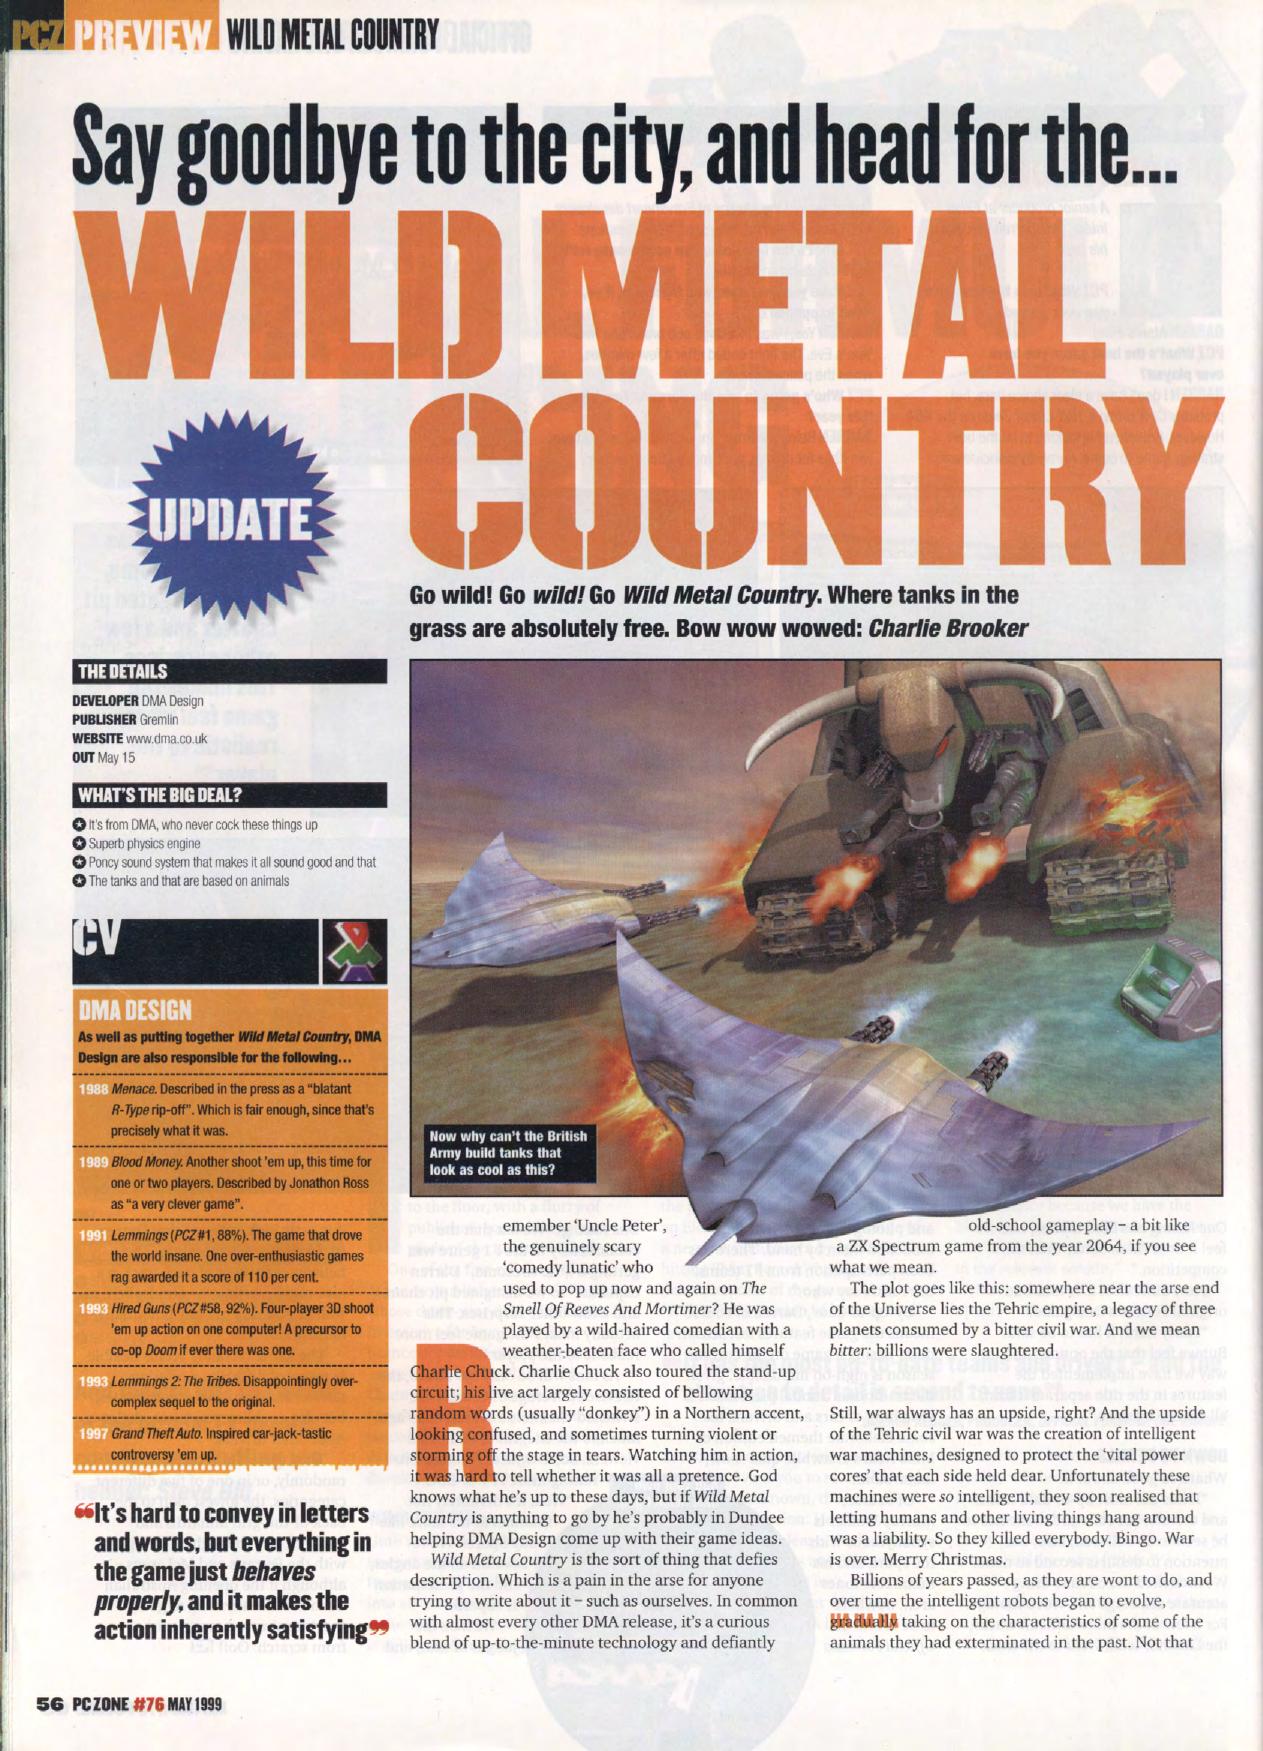 PCZ PREVIEW WILD METAL COUNTRY
Say goodbye to the city, and head for the...
WILD METAL
COUNTRY
UPDATE
Go wild! Go wild! Go Wild Metal Country. Where tanks in the
grass are absolutely free. Bow wow wowed: Charlie Brooker
THE DETAILS
DEVELOPER DMA Design
PUBLISHER Gremlin
WEBSITE www.dma.co.uk
OUT May 15
WHAT'S THE BIG DEAL?
It's from DMA, who never cock these things up
Superb physics engine
Poncy sound system that makes it all sound good and that
The tanks and that are based on animals
CV
DMA
DMA DESIGN
As well as putting together Wild Metal Country, DMA
Design are also responsible for the following...
1988 Menace. Described in the press as a "blatant
R-Type rip-off". Which is fair enough, since that's
precisely what it was.
1989 Blood Money. Another shoot 'em up, this time for
one or two players. Described by Jonathon Ross
as "a very clever game".
1991 Lemmings (PCZ #1, 88%). The game that drove
the world insane. One over-enthusiastic games
rag awarded it a score of 110 per cent.
1993 Hired Guns (PCZ #58, 92%). Four-player 3D shoot
'em up action on one computer! A precursor to
co-op Doom if ever there was one.
1993 Lemmings 2: The Tribes. Disappointingly over-
complex sequel to the original.
1997 Grand Theft Auto. Inspired car-jack-tastic
controversy 'em up.
“It's hard to convey in letters
and words, but everything in
the game just behaves
properly, and it makes the
action inherently satisfying”
Now why can't the British
Army build tanks that
look as cool as this?
Remember 'Uncle Peter',
the genuinely scary
'comedy lunatic' who
used to pop up now and again on The
Smell Of Reeves And Mortimer? He was
played by a wild-haired comedian with a
weather-beaten face who called himself
Charlie Chuck. Charlie Chuck also toured the stand-up
circuit; his live act largely consisted of bellowing
random words (usually "donkey") in a Northern accent,
looking confused, and sometimes turning violent or
storming off the stage in tears. Watching him in action,
it was hard to tell whether it was all a pretence. God
knows what he's up to these days, but if Wild Metal
Country is anything to go by he's probably in Dundee
helping DMA Design come up with their game ideas.
Wild Metal Country is the sort of thing that defies
description. Which is a pain in the arse for anyone
trying to write about it – such as ourselves. In common
with almost every other DMA release, it's a curious
blend of up-to-the-minute technology and defiantly
old-school gameplay – a bit like
a ZX Spectrum game from the year 2064, if you see
what we mean.
The plot goes like this: somewhere near the arse end
of the Universe lies the Tehric empire, a legacy of three
planets consumed by a bitter civil war. And we mean
bitter: billions were slaughtered.
HA HA HA
Still, war always has an upside, right? And the upside
of the Tehric civil war was the creation of intelligent
war machines, designed to protect the 'vital power
cores' that each side held dear. Unfortunately these
machines were so intelligent, they soon realised that
letting humans and other living things hang around
was a liability. So they killed everybody. Bingo. War
is over. Merry Christmas.
Billions of years passed, as they are wont to do, and
over time the intelligent robots began to evolve,
gradually taking on the characteristics of some of the
animals they had exterminated in the past. Not that
56 PC ZONE #76 MAY 1999